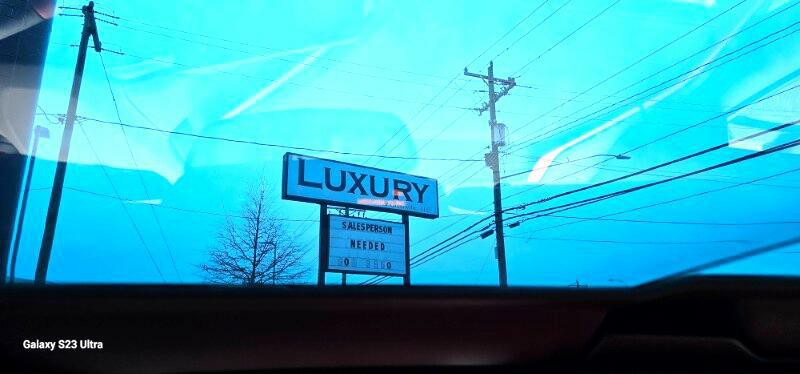 LUXURY
SALESPERSON
NEEDED
Galaxy S23 Ultra